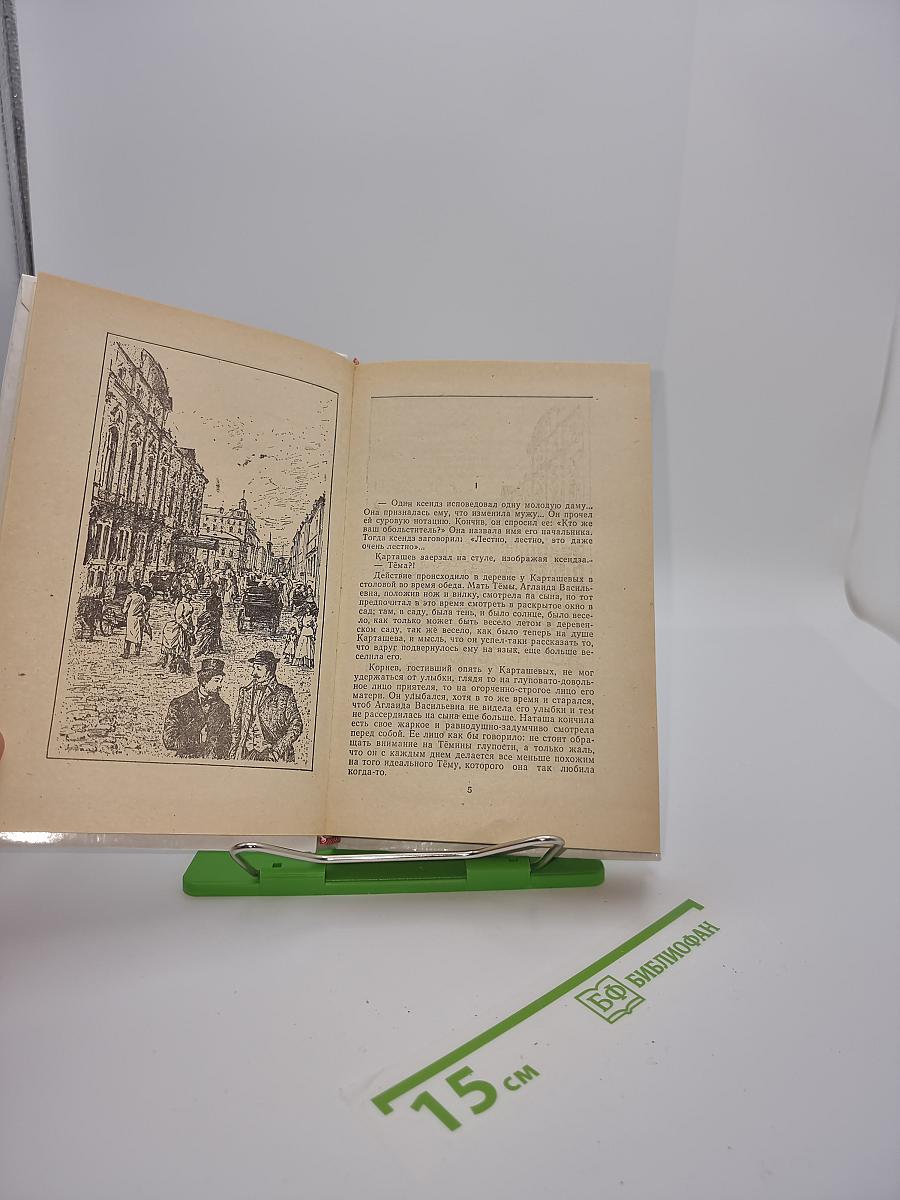 I
— Один ксендз исповедовал одну молодую даму...
Она призналась ему, что изменила мужу... Он прочел
ей суровую нотацию. Кончив, он спросил ее: «Кто же
ваш обольститель?» Она назвала имя его начальника.
Тогда ксендз заговорил: «Лестно, лестно, это даже
очень лестно»...
Карташев заерзал на стуле, изображая ксендза.
— Тёма?!
Действие происходило в деревне у Карташевых в
столовой во время обеда. Мать Тёмы, Аглаида Василь-
евна, положив нож и вилку, смотрела на сына, но тот
предпочитал в это время смотреть в раскрытое окно в
сад; там, в саду, была тень, и было солнце, было весе-
ло, как только может быть весело летом в деревен-
ском саду, так же весело, как было теперь на душе
Карташева, и мысль, что он успел-таки рассказать то,
что вдруг подвернулось ему на язык, еще больше ве-
селила его.
Корнев, гостивший опять у Карташевых, не мог
удержаться от улыбки, глядя то на глуповато-доволь-
ное лицо приятеля, то на огорченно-строгое лицо его
матери. Он улыбался, хотя в то же время и старался,
чтоб Аглаида Васильевна не видела его улыбки и тем
не рассердилась на сына еще больше. Наташа кончила
есть свое жаркое и равнодушно-задумчиво смотрела
перед собой. Ее лицо как бы говорило: не стоит обра-
щать внимание на Тёмины глупости, а только жаль,
что он с каждым днем делается все меньше похожим
на того идеального Тёму, которого она так любила
когда-то.
5
БФ БИБЛИОФАН
15 см